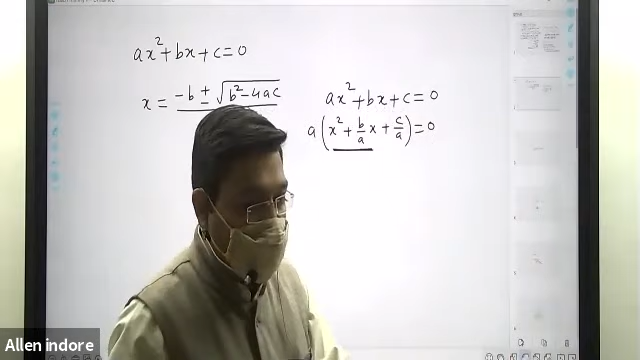 ax²+bx+c=0
x = -b ± √b²-4ac
ax²+bx+c=0
a(x²+b/a x+c/a)=0
Allen indore